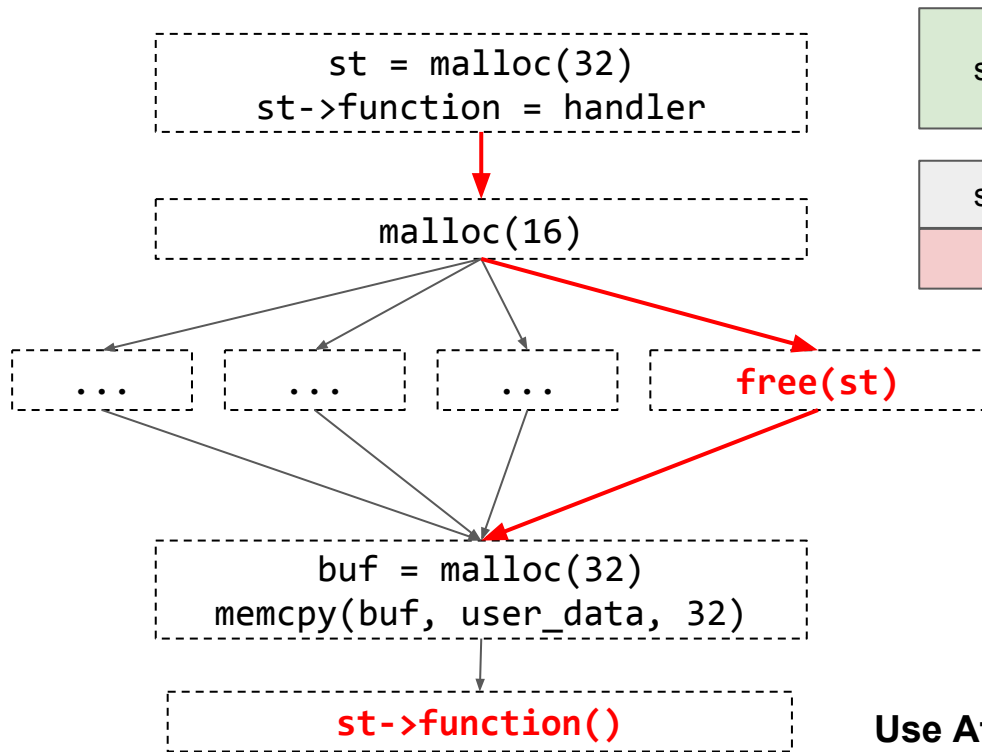 st = malloc(32)
st->function = handler
malloc(16)
...
...
...
free(st)
buf = malloc(32)
memcpy(buf, user_data, 32)
st->function()
Use